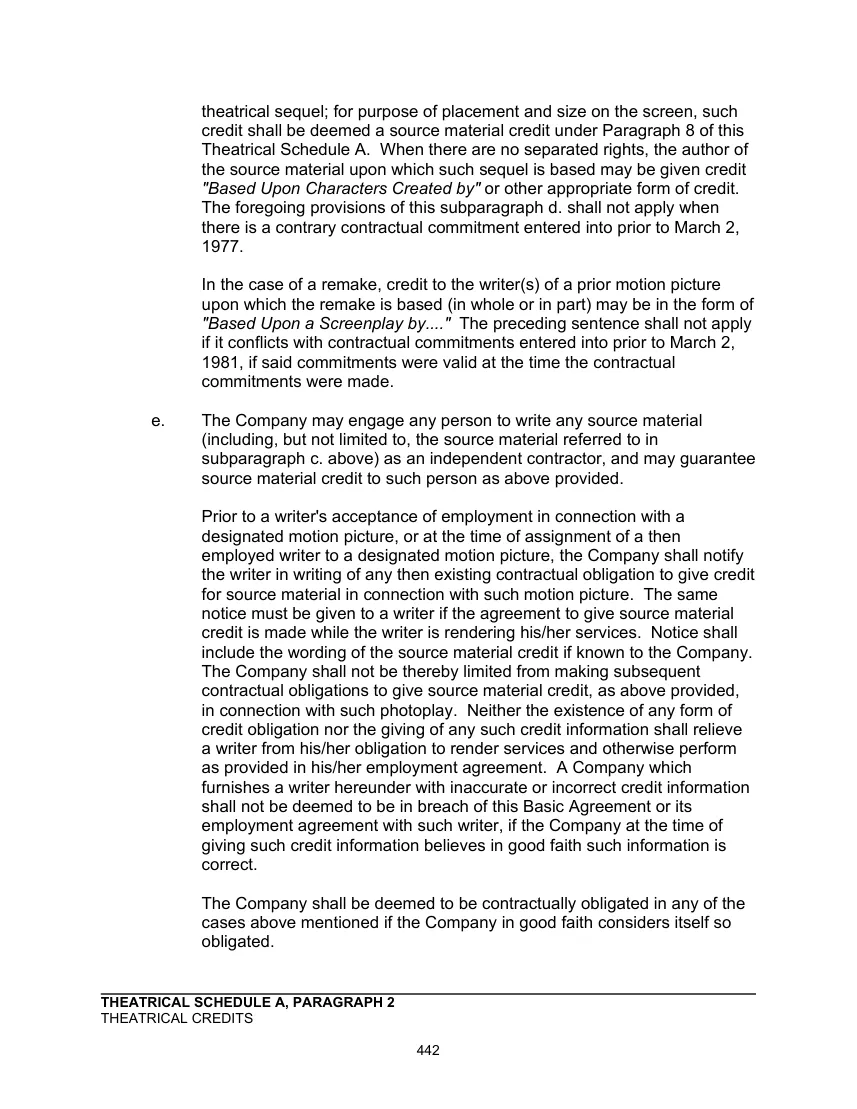 theatrical sequel; for purpose of placement and size on the screen, such
credit shall be deemed a source material credit under Paragraph 8 of this
Theatrical Schedule A.  When there are no separated rights, the author of
the source material upon which such sequel is based may be given credit
"Based Upon Characters Created by" or other appropriate form of credit.
The foregoing provisions of this subparagraph d. shall not apply when
there is a contrary contractual commitment entered into prior to March 2,
1977.
In the case of a remake, credit to the writer(s) of a prior motion picture
upon which the remake is based (in whole or in part) may be in the form of
"Based Upon a Screenplay by...."  The preceding sentence shall not apply
if it conflicts with contractual commitments entered into prior to March 2,
1981, if said commitments were valid at the time the contractual
commitments were made.
e. The Company may engage any person to write any source material
(including, but not limited to, the source material referred to in
subparagraph c. above) as an independent contractor, and may guarantee
source material credit to such person as above provided.
Prior to a writer's acceptance of employment in connection with a
designated motion picture, or at the time of assignment of a then
employed writer to a designated motion picture, the Company shall notify
the writer in writing of any then existing contractual obligation to give credit
for source material in connection with such motion picture.  The same
notice must be given to a writer if the agreement to give source material
credit is made while the writer is rendering his/her services.  Notice shall
include the wording of the source material credit if known to the Company.
The Company shall not be thereby limited from making subsequent
contractual obligations to give source material credit, as above provided,
in connection with such photoplay.  Neither the existence of any form of
credit obligation nor the giving of any such credit information shall relieve
a writer from his/her obligation to render services and otherwise perform
as provided in his/her employment agreement.  A Company which
furnishes a writer hereunder with inaccurate or incorrect credit information
shall not be deemed to be in breach of this Basic Agreement or its
employment agreement with such writer, if the Company at the time of
giving such credit information believes in good faith such information is
correct.
The Company shall be deemed to be contractually obligated in any of the
cases above mentioned if the Company in good faith considers itself so
obligated.
THEATRICAL SCHEDULE A, PARAGRAPH 2
THEATRICAL CREDITS
442